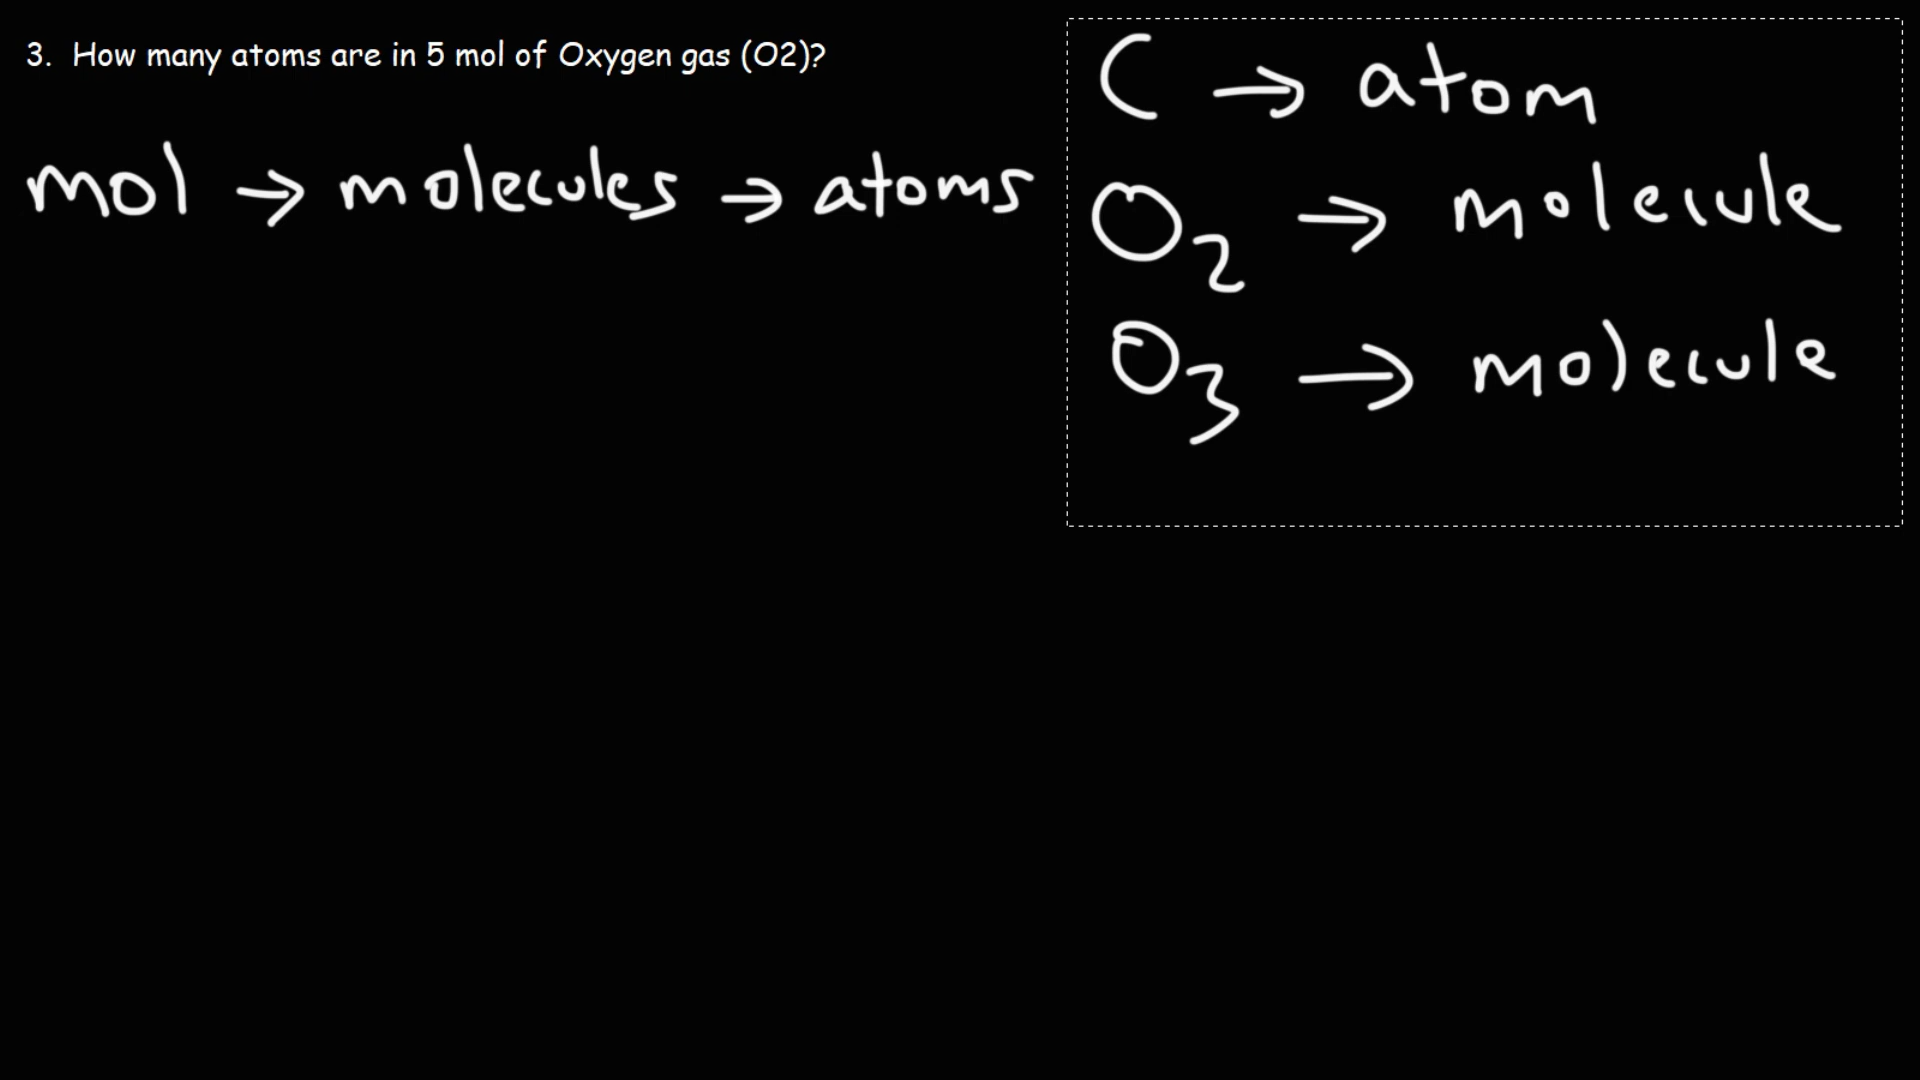 3. How many atoms are in 5 mol of Oxygen gas (O2)?
mol → molecules → atoms
C → atom
O₂ → molecule
O₃ → molecule